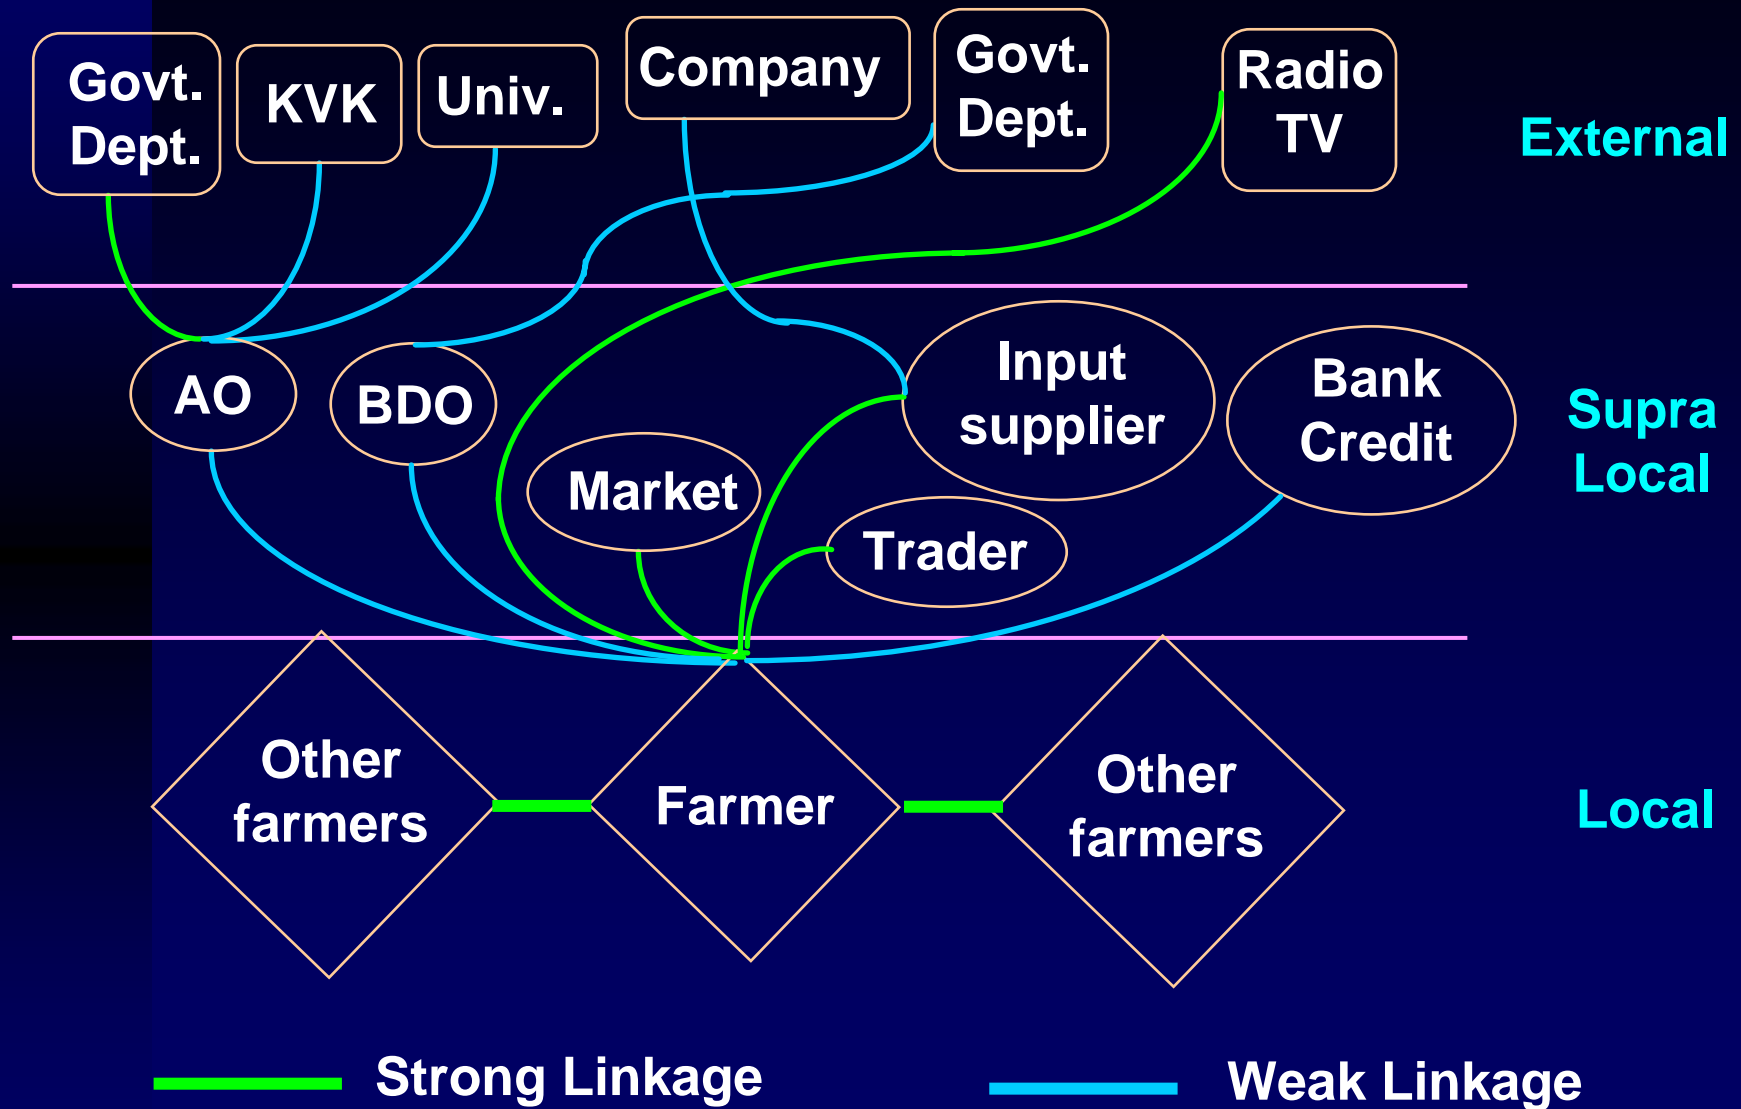 Govt.
Dept.
KVK
Univ.
Company
Govt.
Dept.
Radio
TV
External
AO
BDO
Market
Input
supplier
Trader
Bank
Credit
Supra
Local
Other
farmers
Farmer
Other
farmers
Local
Strong Linkage
Weak Linkage